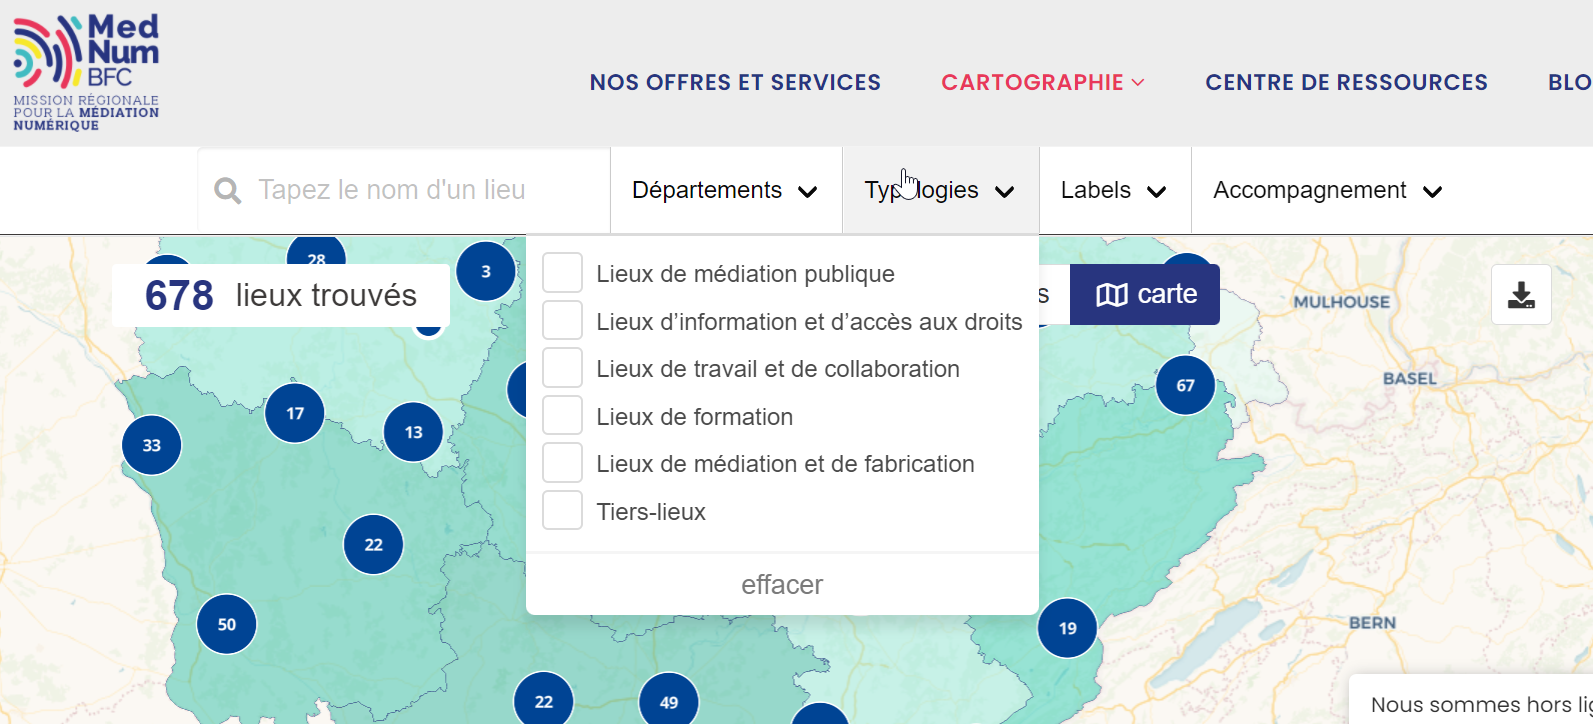 Med
Num
BFC
MISSION RÉGIONALE
POUR LA MÉDIATION
NUMÉRIQUE
NOS OFFRES ET SERVICES
CARTOGRAPHIE
CENTRE DE RESSOURCES
BLO
Tapez le nom d'un lieu
Départements
Typologies
Labels
Accompagnement
678 lieux trouvés
28
3
Lieux de médiation publique
Lieux d’information et d’accès aux droits
Lieux de travail et de collaboration
Lieux de formation
Lieux de médiation et de fabrication
Tiers-lieux
effacer
s
carte
MULHOUSE
BASEL
67
17
13
33
22
50
19
BERN
22
49
Nous sommes hors li